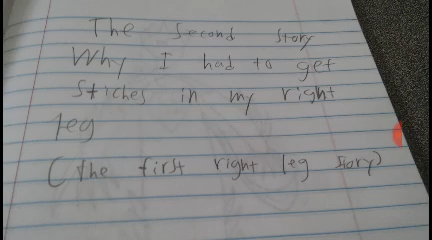 The second story
Why I had to get
stiches in my right
leg
(the first right leg story)